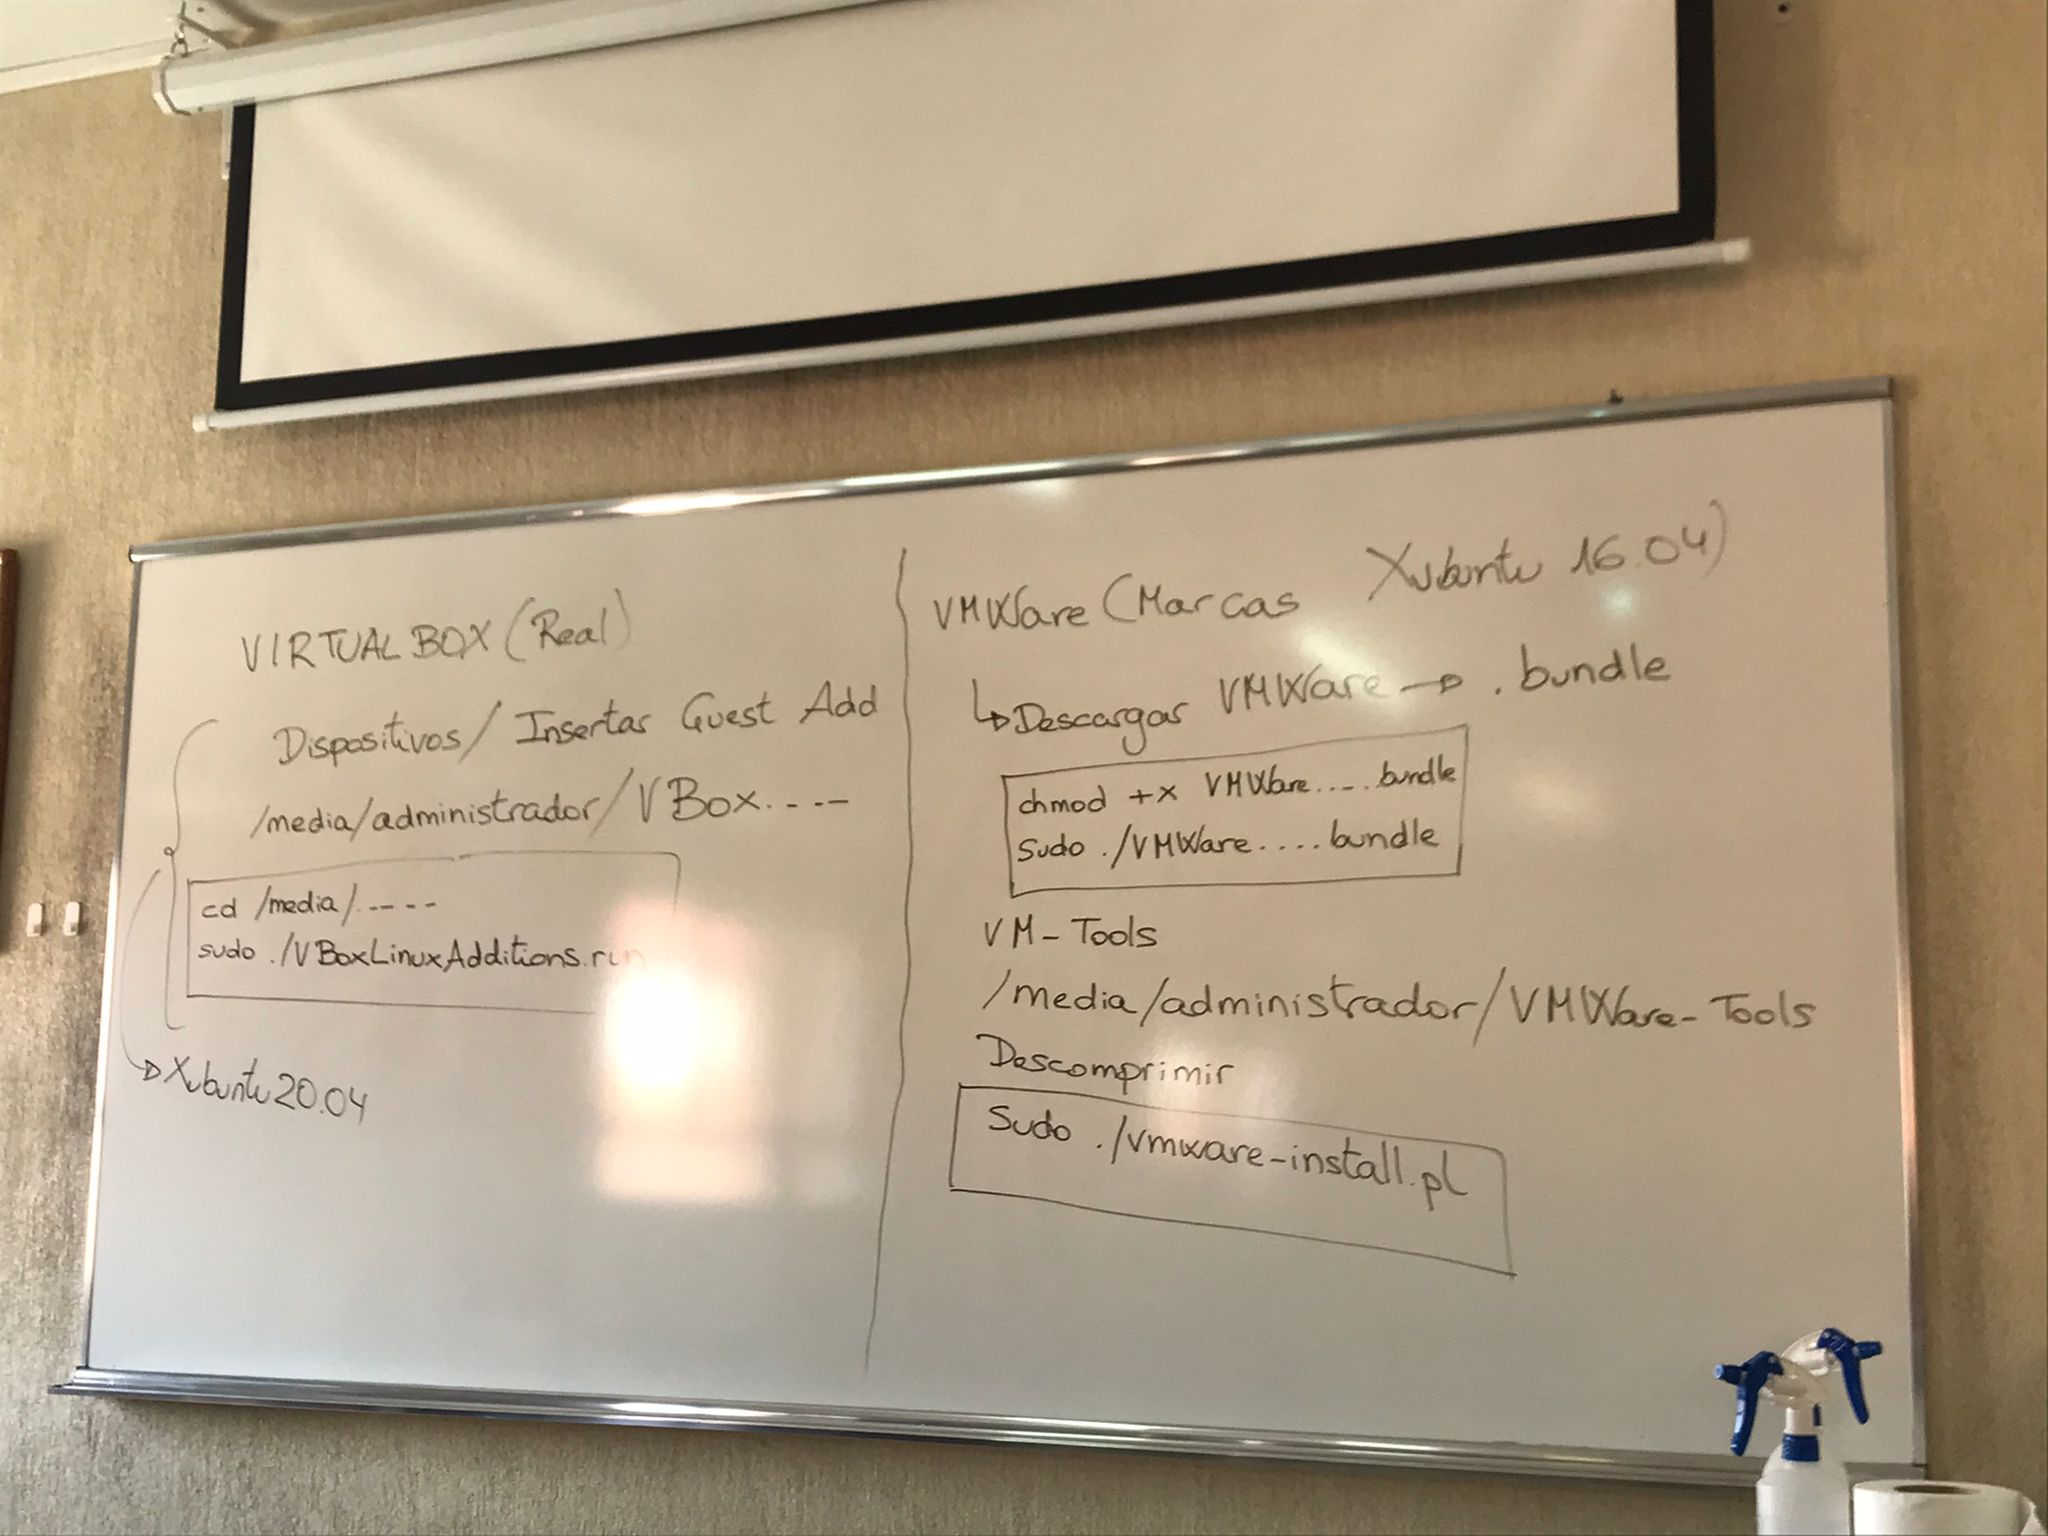 VIRTUAL BOX (Real)
Dispositivos/ Insertar Guest Add
/media/administrador/VBox....
cd /media/.....
sudo ./VBoxLinuxAdditions.run
Xubuntu 20.04
VMWare (Marcas Xubuntu 16.04)
Descargar VMWare → .bundle
chmod +x VMWare.....bundle
sudo ./VMWare....bundle
VM-Tools
/media/administrador/VMWare-Tools
Descomprimir
Sudo ./vmware-install.pl